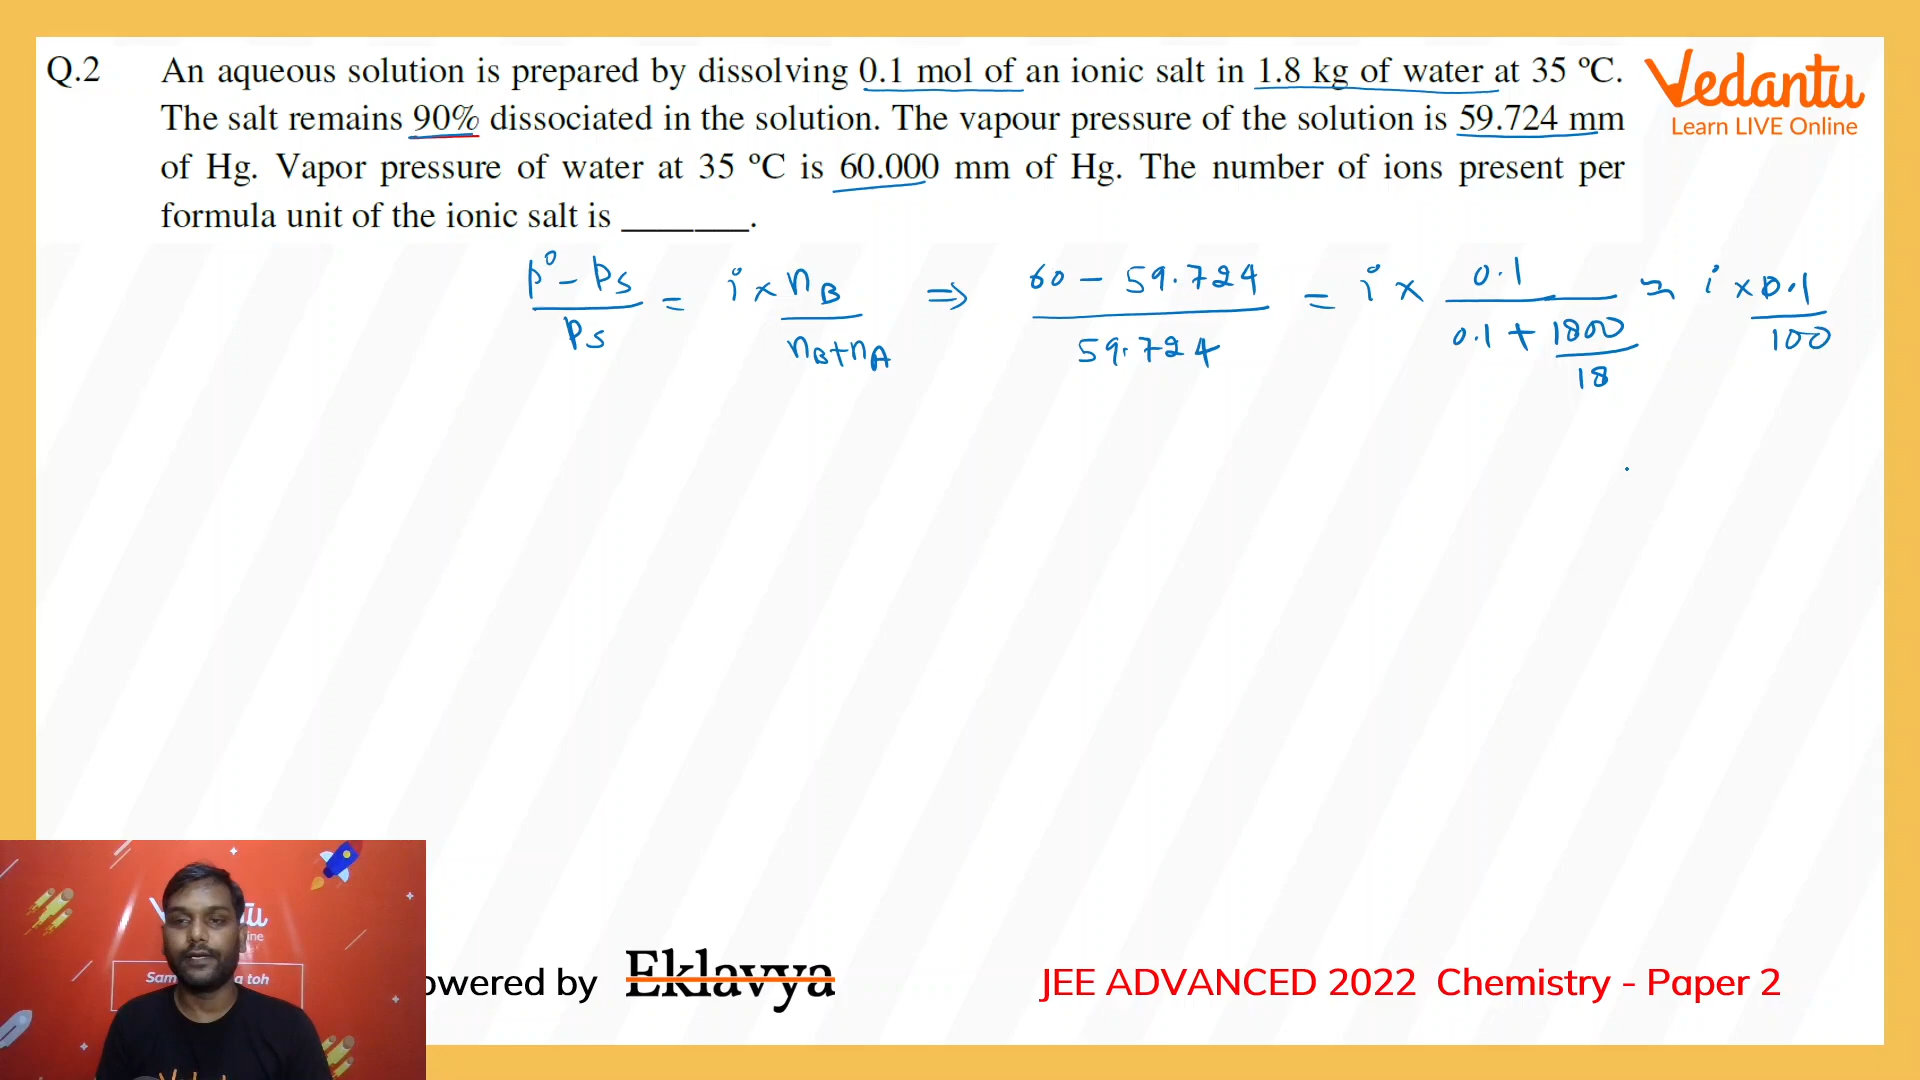 Q.2 An aqueous solution is prepared by dissolving 0.1 mol of an ionic salt in 1.8 kg of water at 35 ºC.
The salt remains 90% dissociated in the solution. The vapour pressure of the solution is 59.724 mm
of Hg. Vapor pressure of water at 35 ºC is 60.000 mm of Hg. The number of ions present per
formula unit of the ionic salt is _______.
Vedantu
Learn LIVE Online
(p⁰ - ps) / ps = i × nB / (nB + nA) ⇒ (60 - 59.724) / 59.724 = i × 0.1 / (0.1 + 1800/18) ≈ i × 0.1 / 100
Sam a toh
owered by Eklavya
JEE ADVANCED 2022 Chemistry - Paper 2